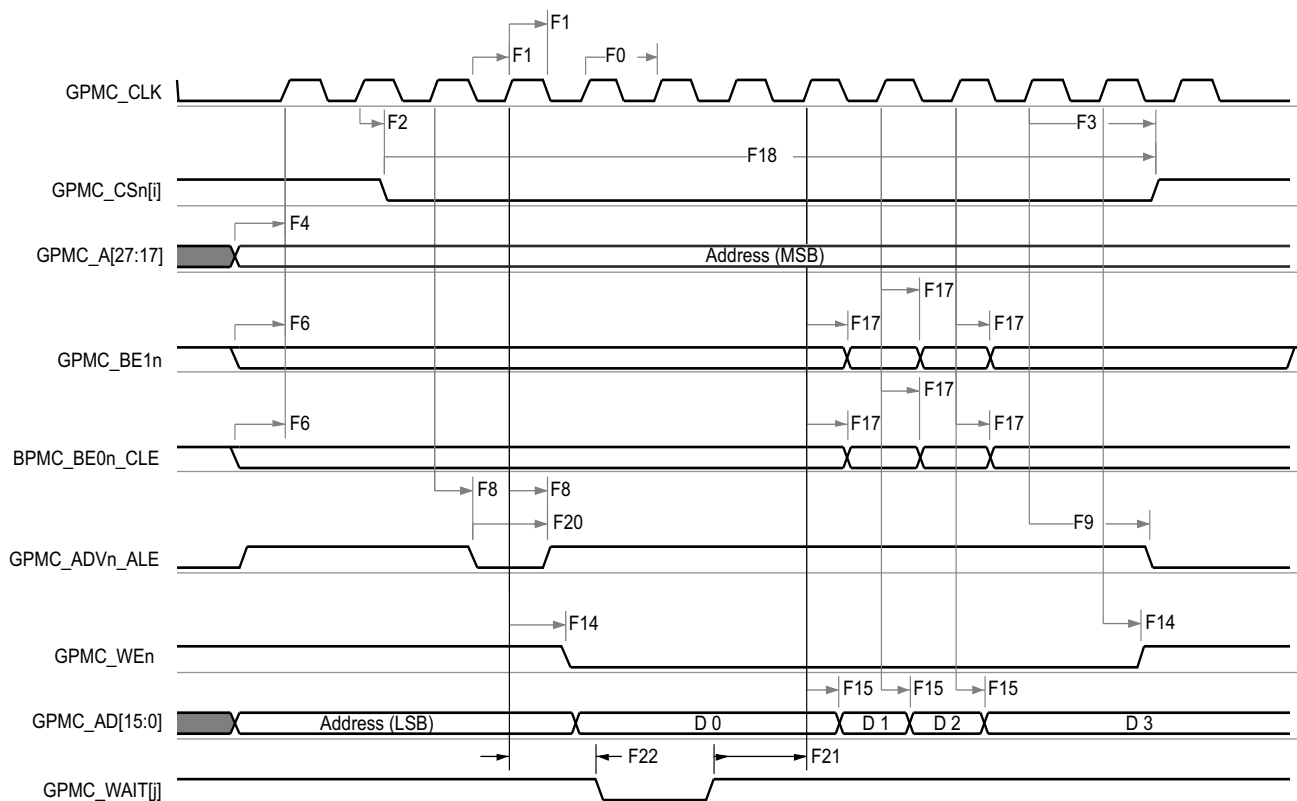 F1
F1
F0
GPMC_CLK
F2
F3
F18
GPMC_CSn[i]
F4
GPMC_A[27:17]
Address (MSB)
F17
F6
F17
F17
GPMC_BE1n
F17
F6
F17
F17
BPMC_BE0n_CLE
F8
F8
F20
F9
GPMC_ADVn_ALE
F14
F14
GPMC_WEn
F15
F15
F15
GPMC_AD[15:0]
Address (LSB)
D 0
D 1
D 2
D 3
F22
F21
GPMC_WAIT[j]